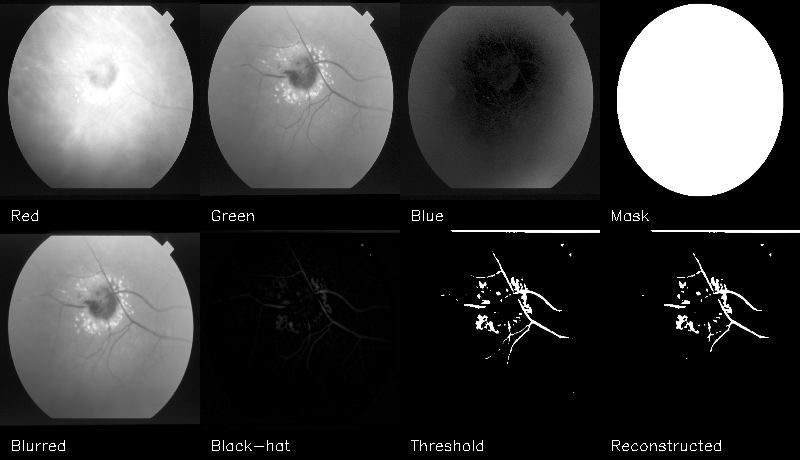 Red
Green
Blue
Mask
Blurred
Black-hat
Threshold
Reconstructed